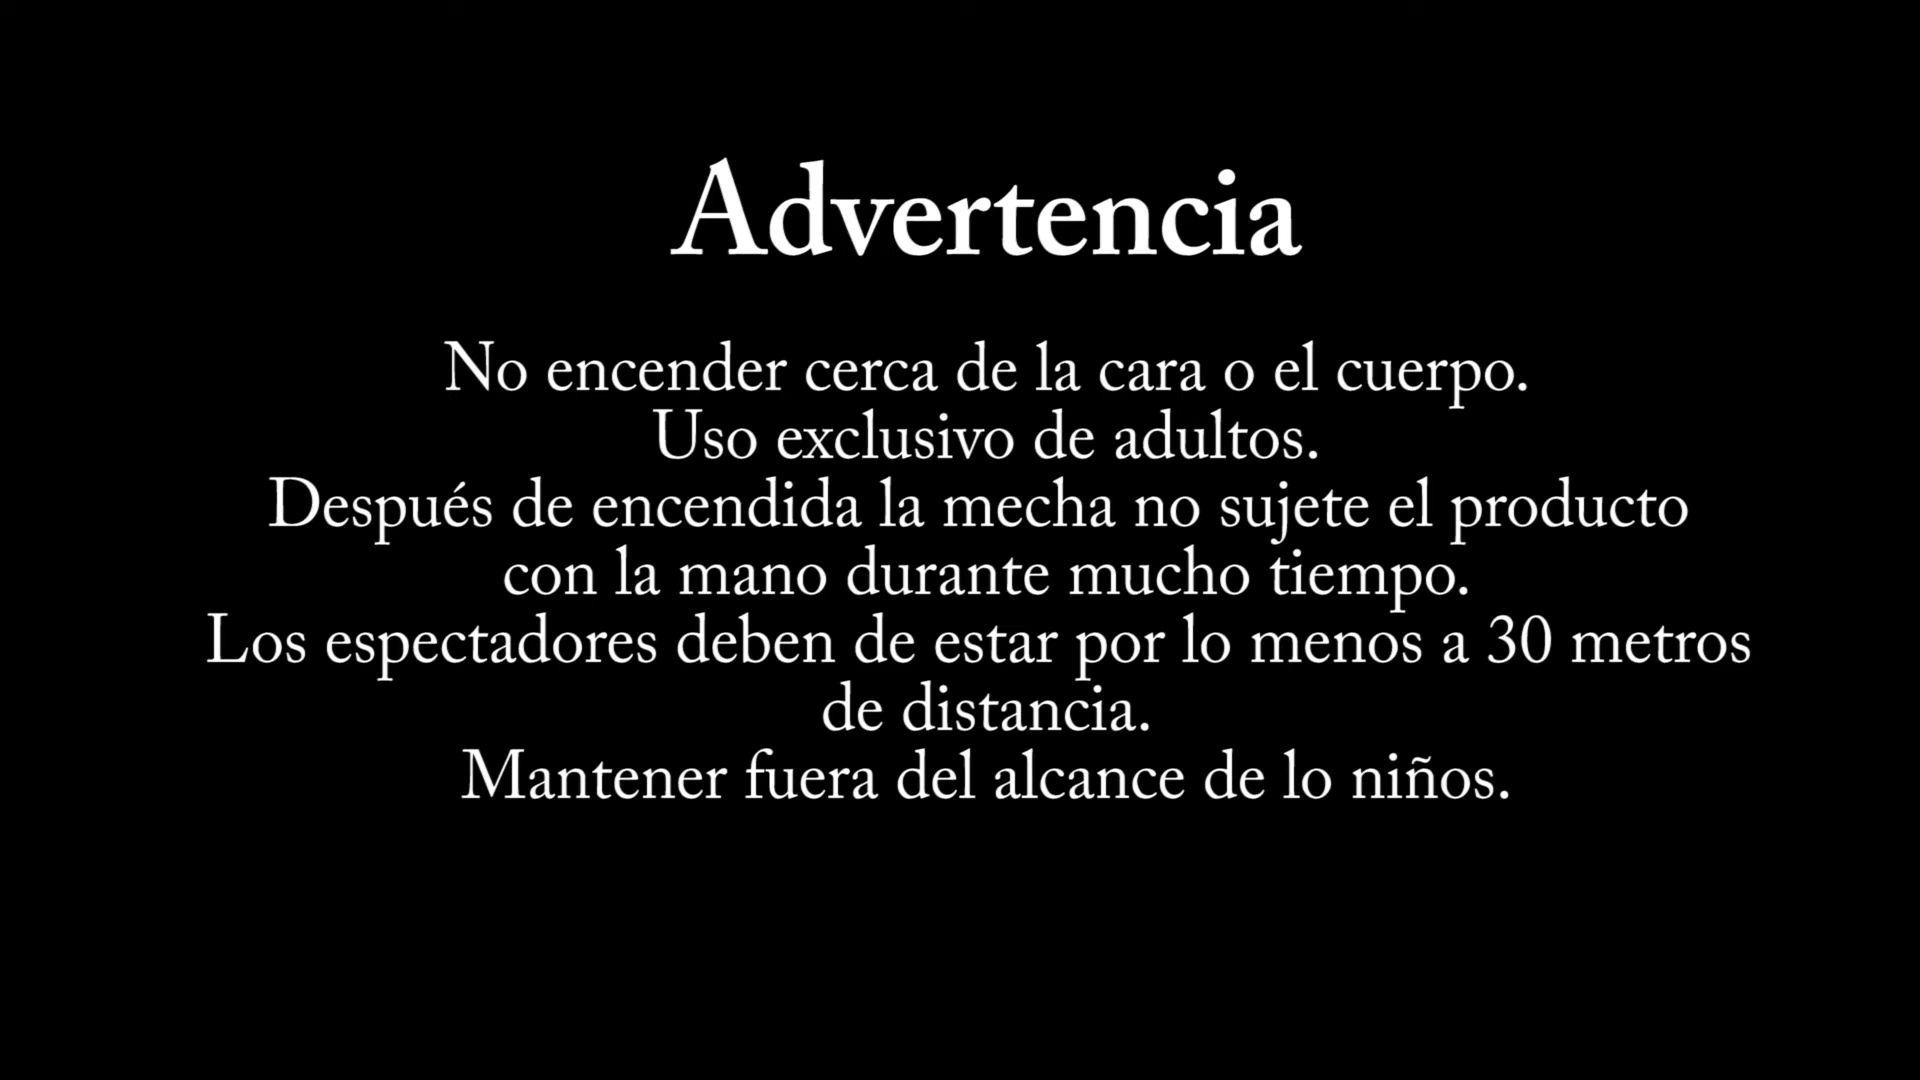 Advertencia
No encender cerca de la cara o el cuerpo.
Uso exclusivo de adultos.
Después de encendida la mecha no sujete el producto
con la mano durante mucho tiempo.
Los espectadores deben de estar por lo menos a 30 metros
de distancia.
Mantener fuera del alcance de lo niños.